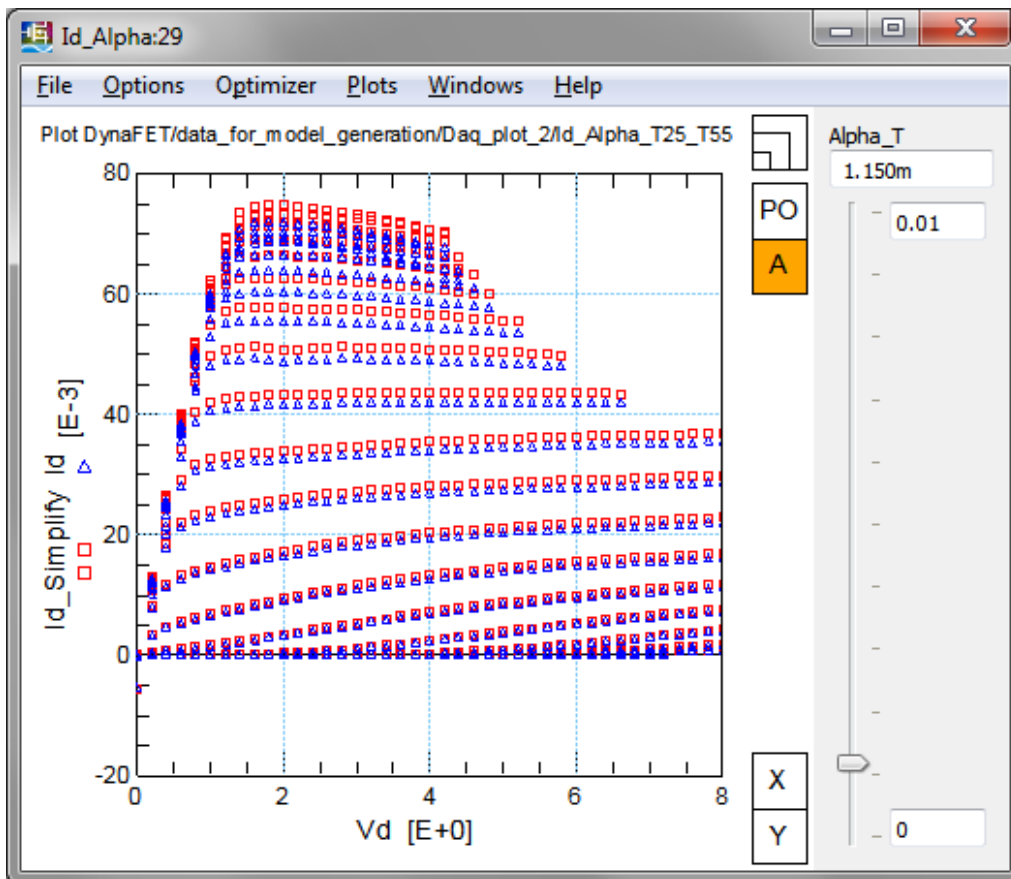 Id_Alpha:29
File Options Optimizer Plots Windows Help
Plot DynaFET/data_for_model_generation/Daq_plot_2/Id_Alpha_T25_T55
Alpha_T
1.150m
PO
A
0.01
80
60
40
20
0
-20
Id_Simplify Id [E-3]
0 2 4 6 8
Vd [E+0]
X
Y
0